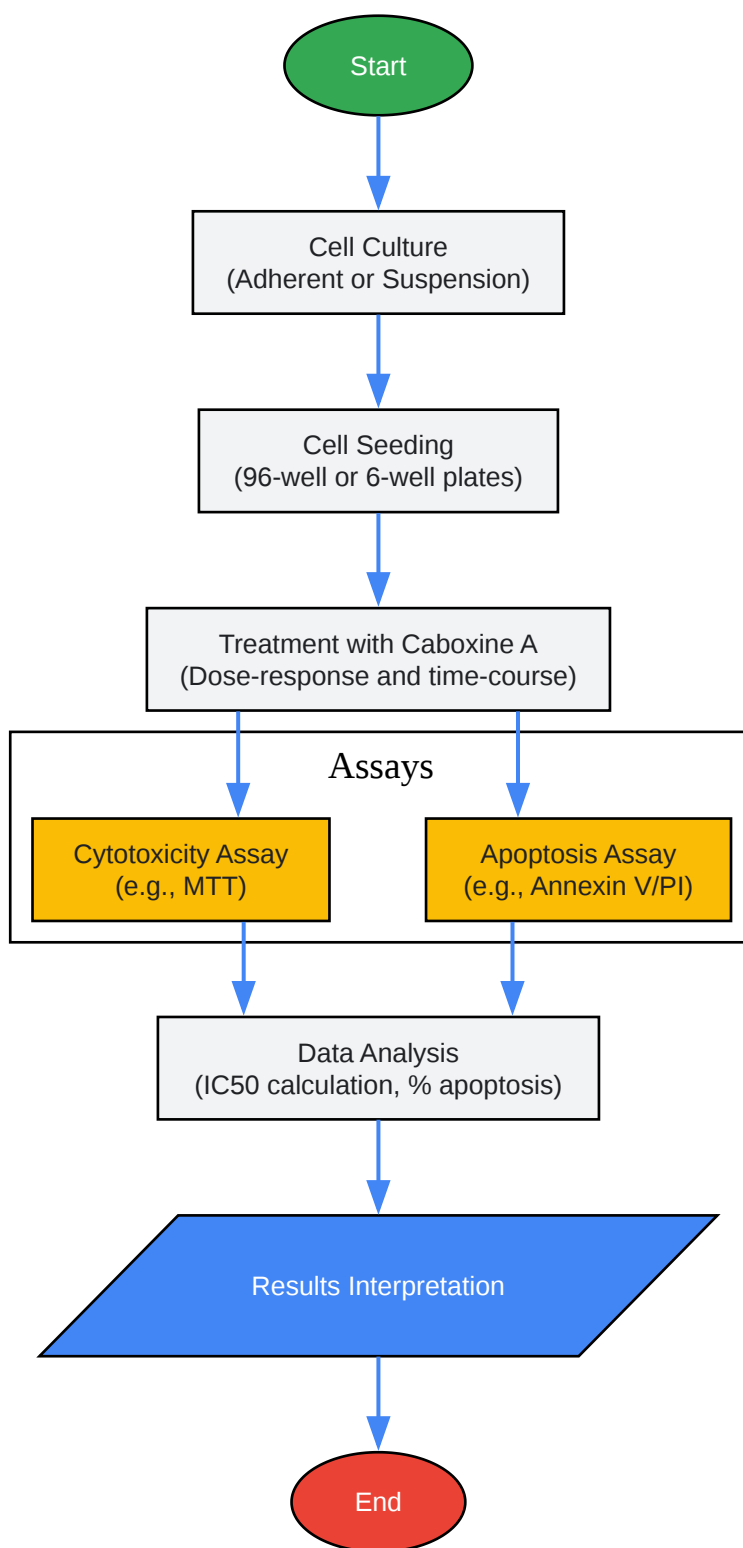 Start
Cell Culture
(Adherent or Suspension)
Cell Seeding
(96-well or 6-well plates)
Treatment with Caboxine A
(Dose-response and time-course)
Assays
Cytotoxicity Assay
(e.g., MTT)
Apoptosis Assay
(e.g., Annexin V/PI)
Data Analysis
(IC50 calculation, % apoptosis)
Results Interpretation
End